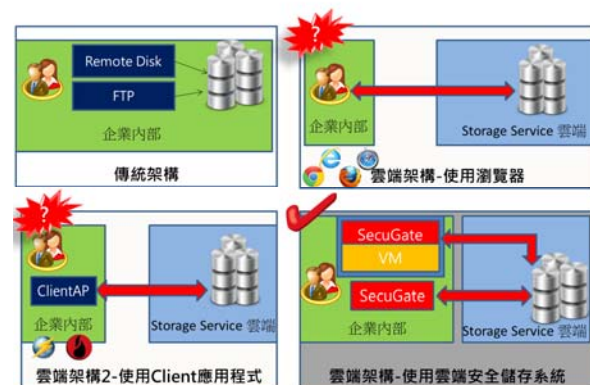 Remote Disk
FTP
企業內部
傳統架構
?
企業內部
Storage Service 雲端
雲端架構-使用瀏覽器
?
ClientAP
企業內部
Storage Service 雲端
雲端架構2-使用Client應用程式
SecuGate
VM
SecuGate
企業內部
Storage Service 雲端
雲端架構-使用雲端安全儲存系統